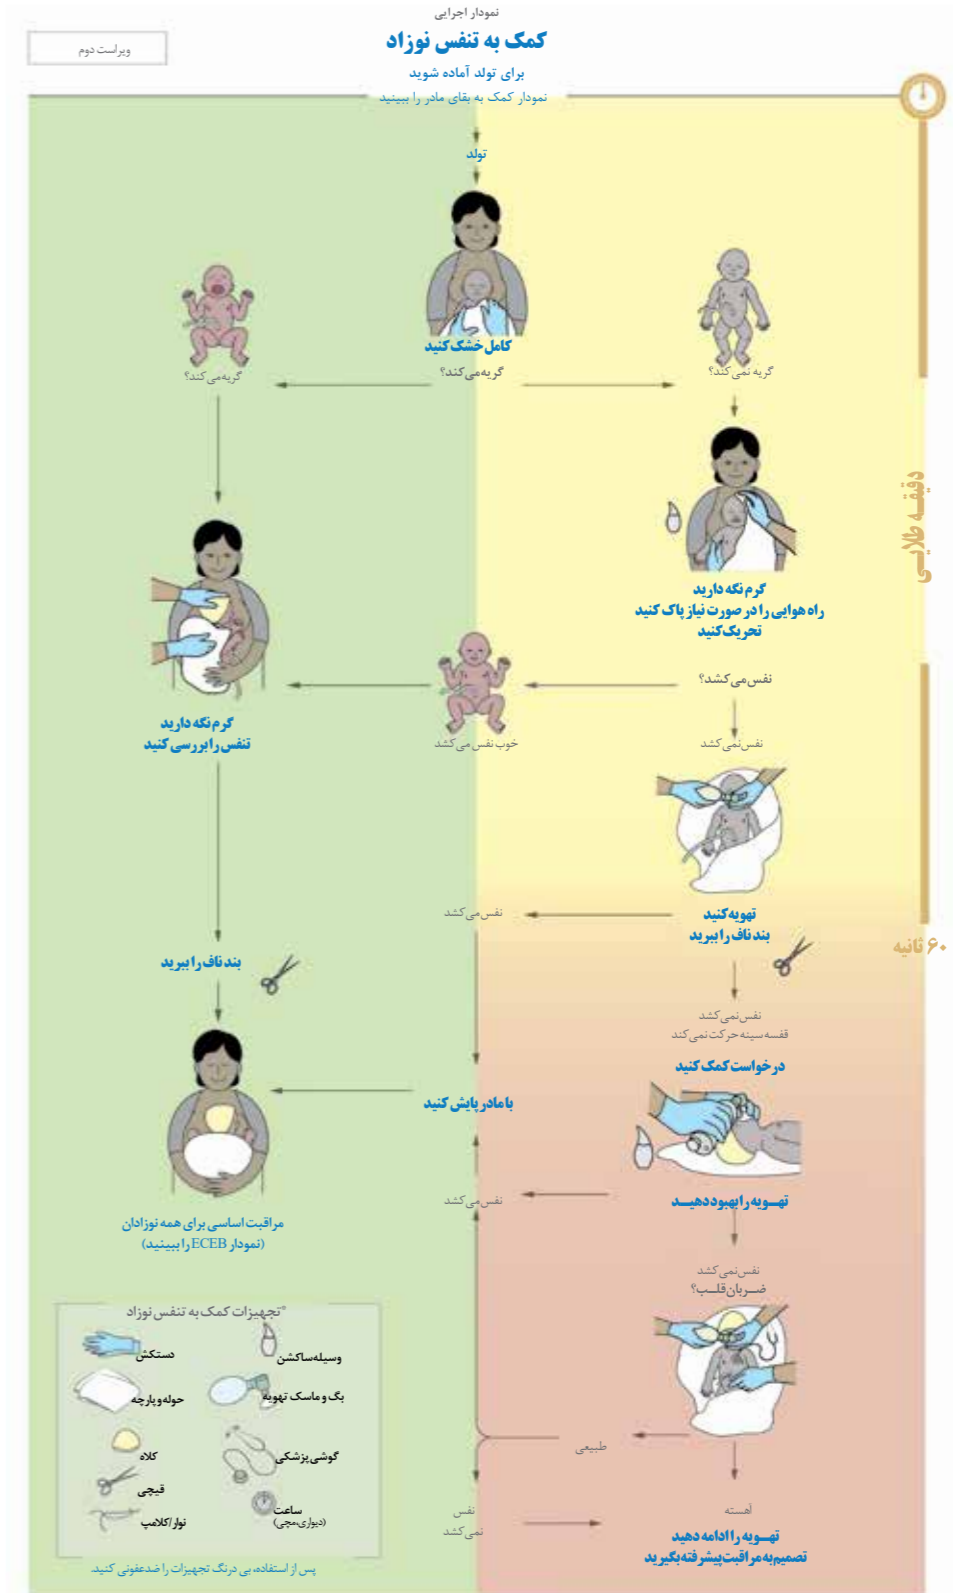 نمودار اجرایی
کمک به تنفس نوزاد
ویراست دوم
برای تولد آماده شوید
نمودار کمک به بقای مادر را ببینید
تولد
کامل خشک کنید
گریه می‌کند؟
گریه نمی‌کند؟
گریه می‌کند؟
دقیقه طلایی
گرم نگه دارید
راه هوایی را در صورت نیاز پاک کنید
تحریک کنید
نفس می‌کشد؟
خوب نفس می‌کشد
گرم نگه دارید
تنفس را بررسی کنید
نفس نمی‌کشد
تهویه کنید
بند ناف را ببرید
نفس می‌کشد
۶۰ ثانیه
بند ناف را ببرید
نفس نمی‌کشد
قفسه سینه حرکت نمی‌کند
درخواست کمک کنید
با مادر پایش کنید
تهویه را بهبود دهید
نفس می‌کشد
مراقبت اساسی برای همه نوزادان
(نمودار ECEB را ببینید)
نفس نمی‌کشد
ضربان قلب؟
طبیعی
آهسته
نفس
نمی‌کشد
تهویه را ادامه دهید
تصمیم به مراقبت پیشرفته بگیرید
تجهیزات کمک به تنفس نوزاد°
وسیله ساکشن
دستکش
بگ و ماسک تهویه
حوله و پارچه
گوشی پزشکی
کلاه
قیچی
ساعت
(دیواری،مچی)
نوار/کلامپ
پس از استفاده، بی درنگ تجهیزات را ضدعفونی کنید.